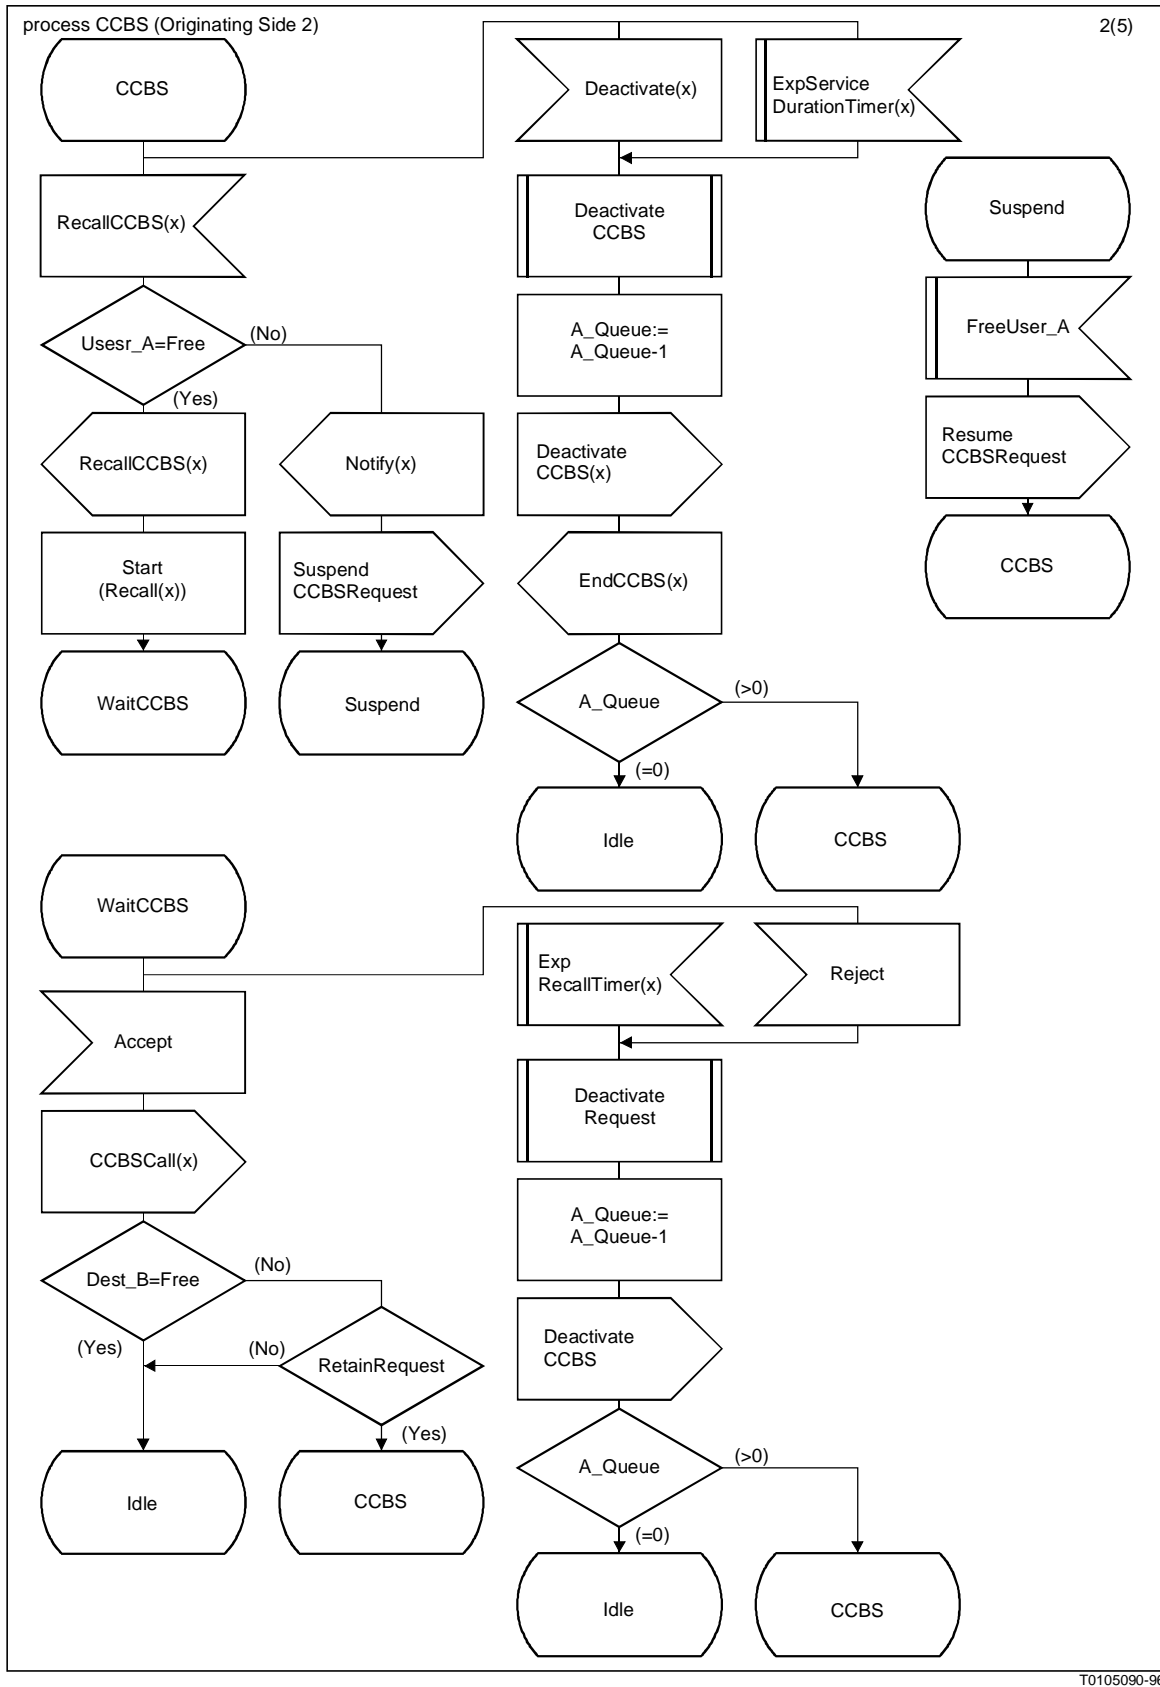 process CCBS (Originating Side 2)
2(5)
CCBS
Deactivate(x)
ExpService
DurationTimer(x)
RecallCCBS(x)
Deactivate
CCBS
Suspend
Usesr_A=Free
(No)
(Yes)
A_Queue:=
A_Queue-1
FreeUser_A
RecallCCBS(x)
Notify(x)
Deactivate
CCBS(x)
Resume
CCBSRequest
Start
(Recall(x))
Suspend
CCBSRequest
EndCCBS(x)
CCBS
WaitCCBS
Suspend
A_Queue
(>0)
(=0)
Idle
CCBS
WaitCCBS
Exp
RecallTimer(x)
Reject
Accept
Deactivate
Request
CCBSCall(x)
A_Queue:=
A_Queue-1
Dest_B=Free
(No)
(Yes)
(No)
RetainRequest
(Yes)
Deactivate
CCBS
A_Queue
(>0)
(=0)
Idle
CCBS
Idle
CCBS
T0105090-96